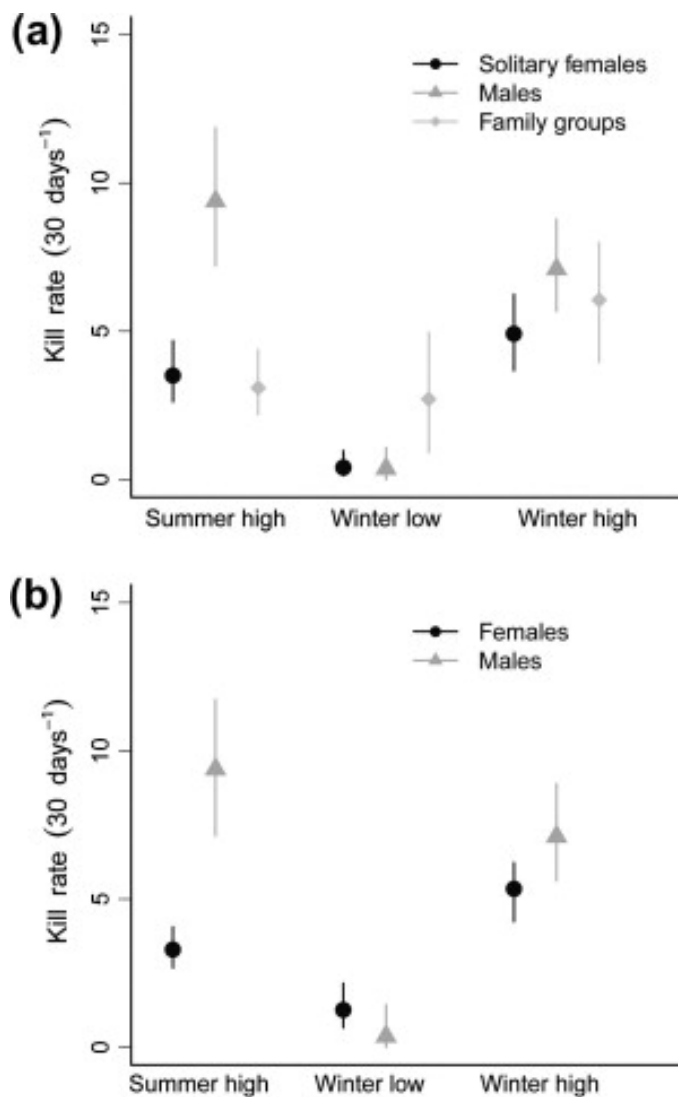 (a)
15
10
5
0
Kill rate (30 days⁻¹)
Solitary females
Males
Family groups
Summer high Winter low Winter high
(b)
15
10
5
0
Kill rate (30 days⁻¹)
Females
Males
Summer high Winter low Winter high